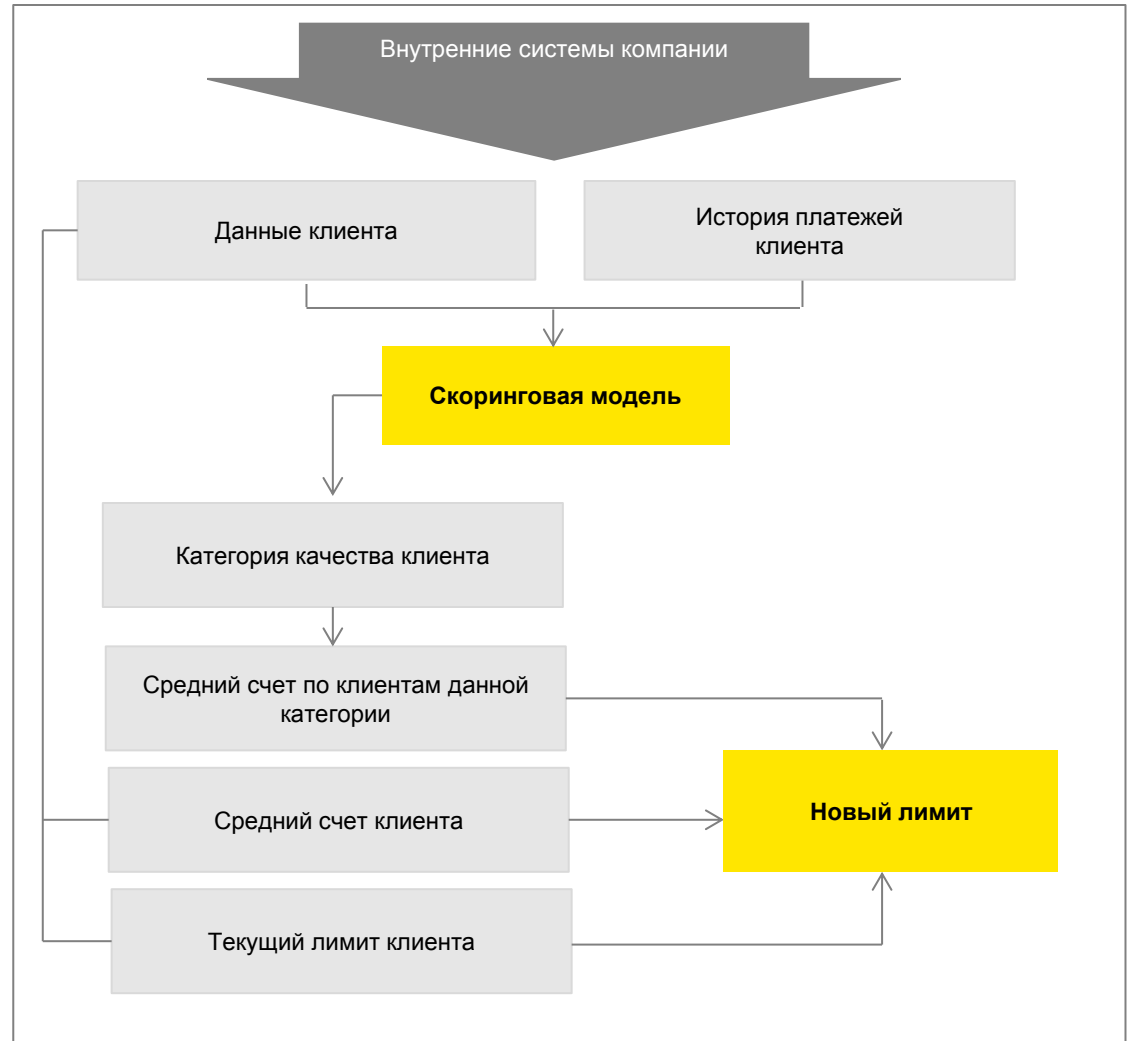 Внутренние системы компании
Данные клиента
История платежей
клиента
Скоринговая модель
Категория качества клиента
Средний счет по клиентам данной
категории
Средний счет клиента
Новый лимит
Текущий лимит клиента